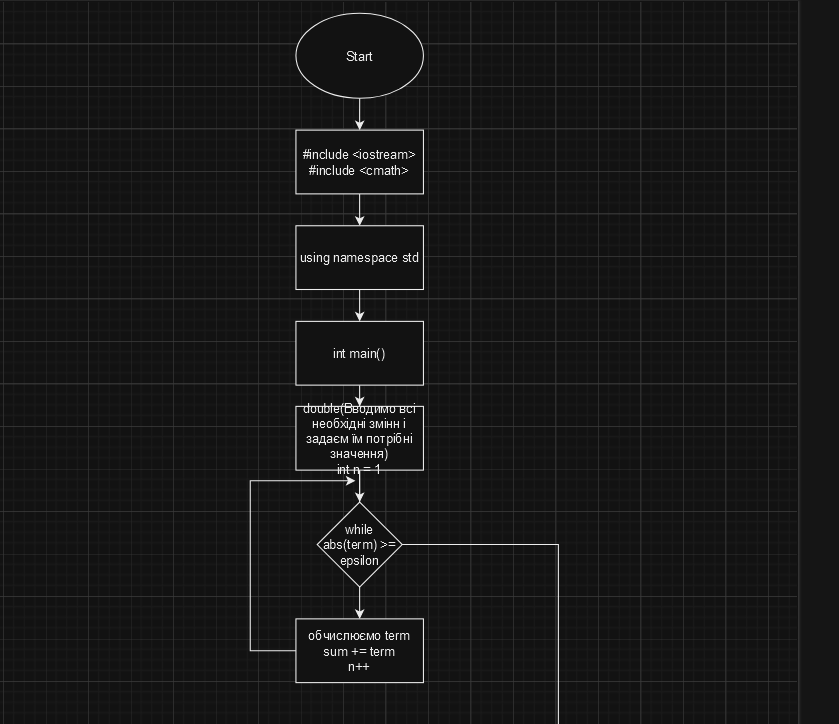 Start
#include <iostream>
#include <cmath>
using namespace std
int main()
double(Вводимо всі
необхідні змінн і
задаєм їм потрібні
значення)
int n = 1
while
abs(term) >=
epsilon
обчислюємо term
sum += term
n++